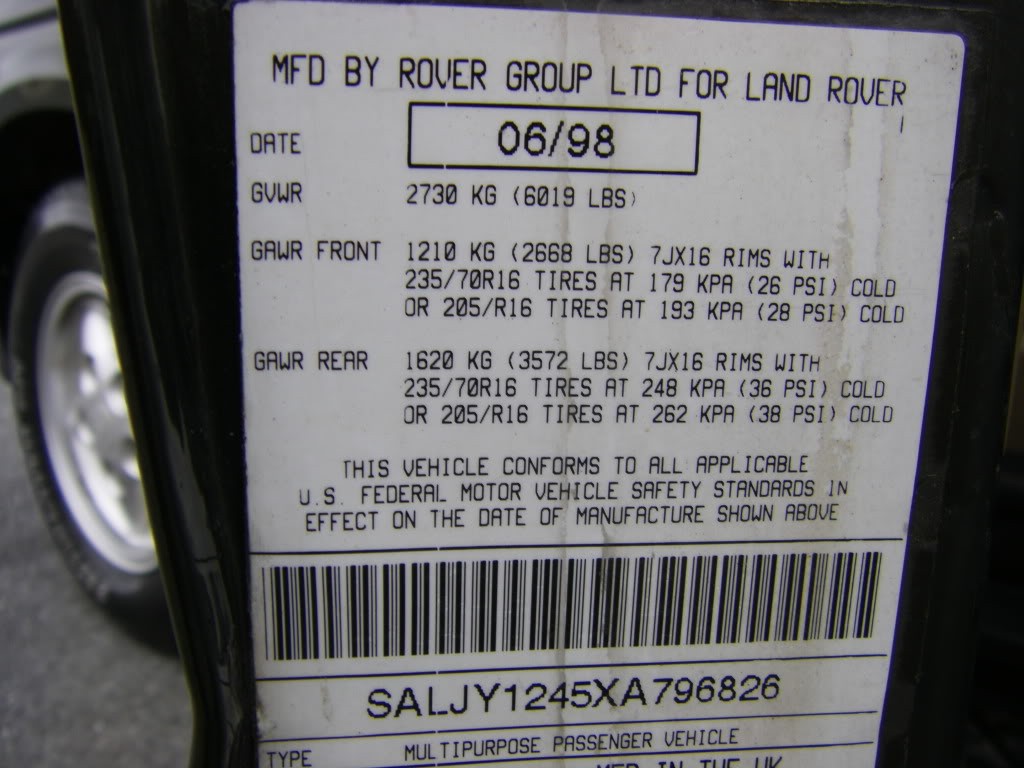 MFD BY ROVER GROUP LTD FOR LAND ROVER
DATE 06/98
GVWR 2730 KG (6019 LBS)
GAWR FRONT 1210 KG (2668 LBS) 7JX16 RIMS WITH
235/70R16 TIRES AT 179 KPA (26 PSI) COLD
OR 205/R16 TIRES AT 193 KPA (28 PSI) COLD
GAWR REAR 1620 KG (3572 LBS) 7JX16 RIMS WITH
235/70R16 TIRES AT 248 KPA (36 PSI) COLD
OR 205/R16 TIRES AT 262 KPA (38 PSI) COLD
THIS VEHICLE CONFORMS TO ALL APPLICABLE
U.S. FEDERAL MOTOR VEHICLE SAFETY STANDARDS IN
EFFECT ON THE DATE OF MANUFACTURE SHOWN ABOVE
SALJY1245XA796826
TYPE MULTIPURPOSE PASSENGER VEHICLE
MFD IN THE UK